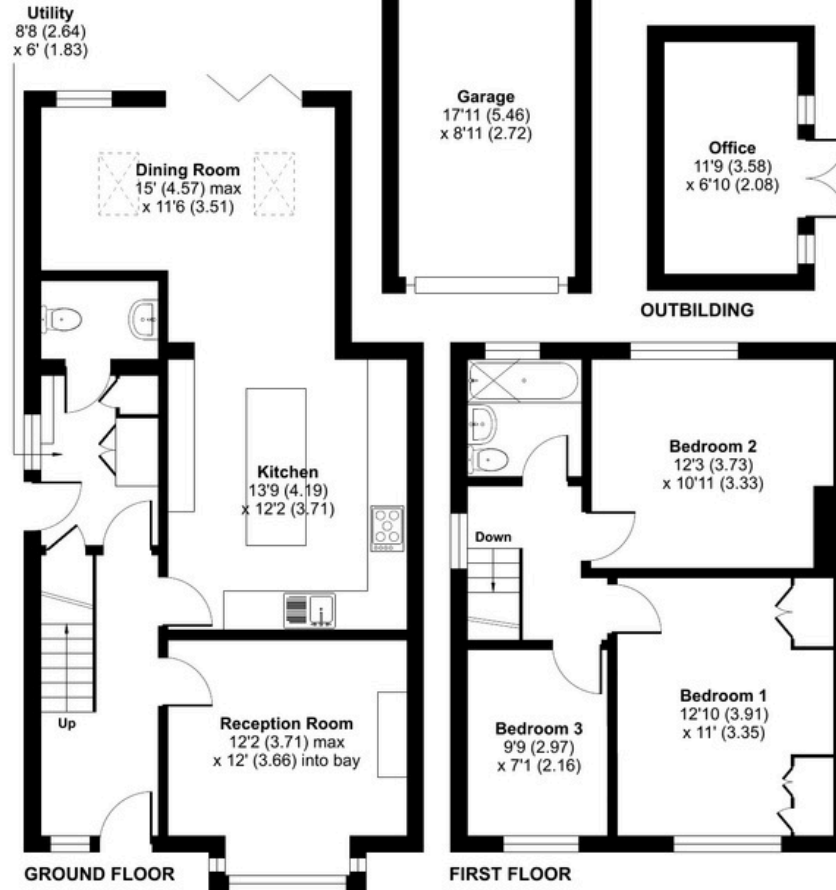 Utility
8'8 (2.64)
x 6' (1.83)
Garage
17'11 (5.46)
x 8'11 (2.72)
Office
11'9 (3.58)
x 6'10 (2.08)
Dining Room
15' (4.57) max
x 11'6 (3.51)
OUTBILDING
Kitchen
13'9 (4.19)
x 12'2 (3.71)
Bedroom 2
12'3 (3.73)
x 10'11 (3.33)
Down
Up
Reception Room
12'2 (3.71) max
x 12' (3.66) into bay
Bedroom 3
9'9 (2.97)
x 7'1 (2.16)
Bedroom 1
12'10 (3.91)
x 11' (3.35)
GROUND FLOOR
FIRST FLOOR